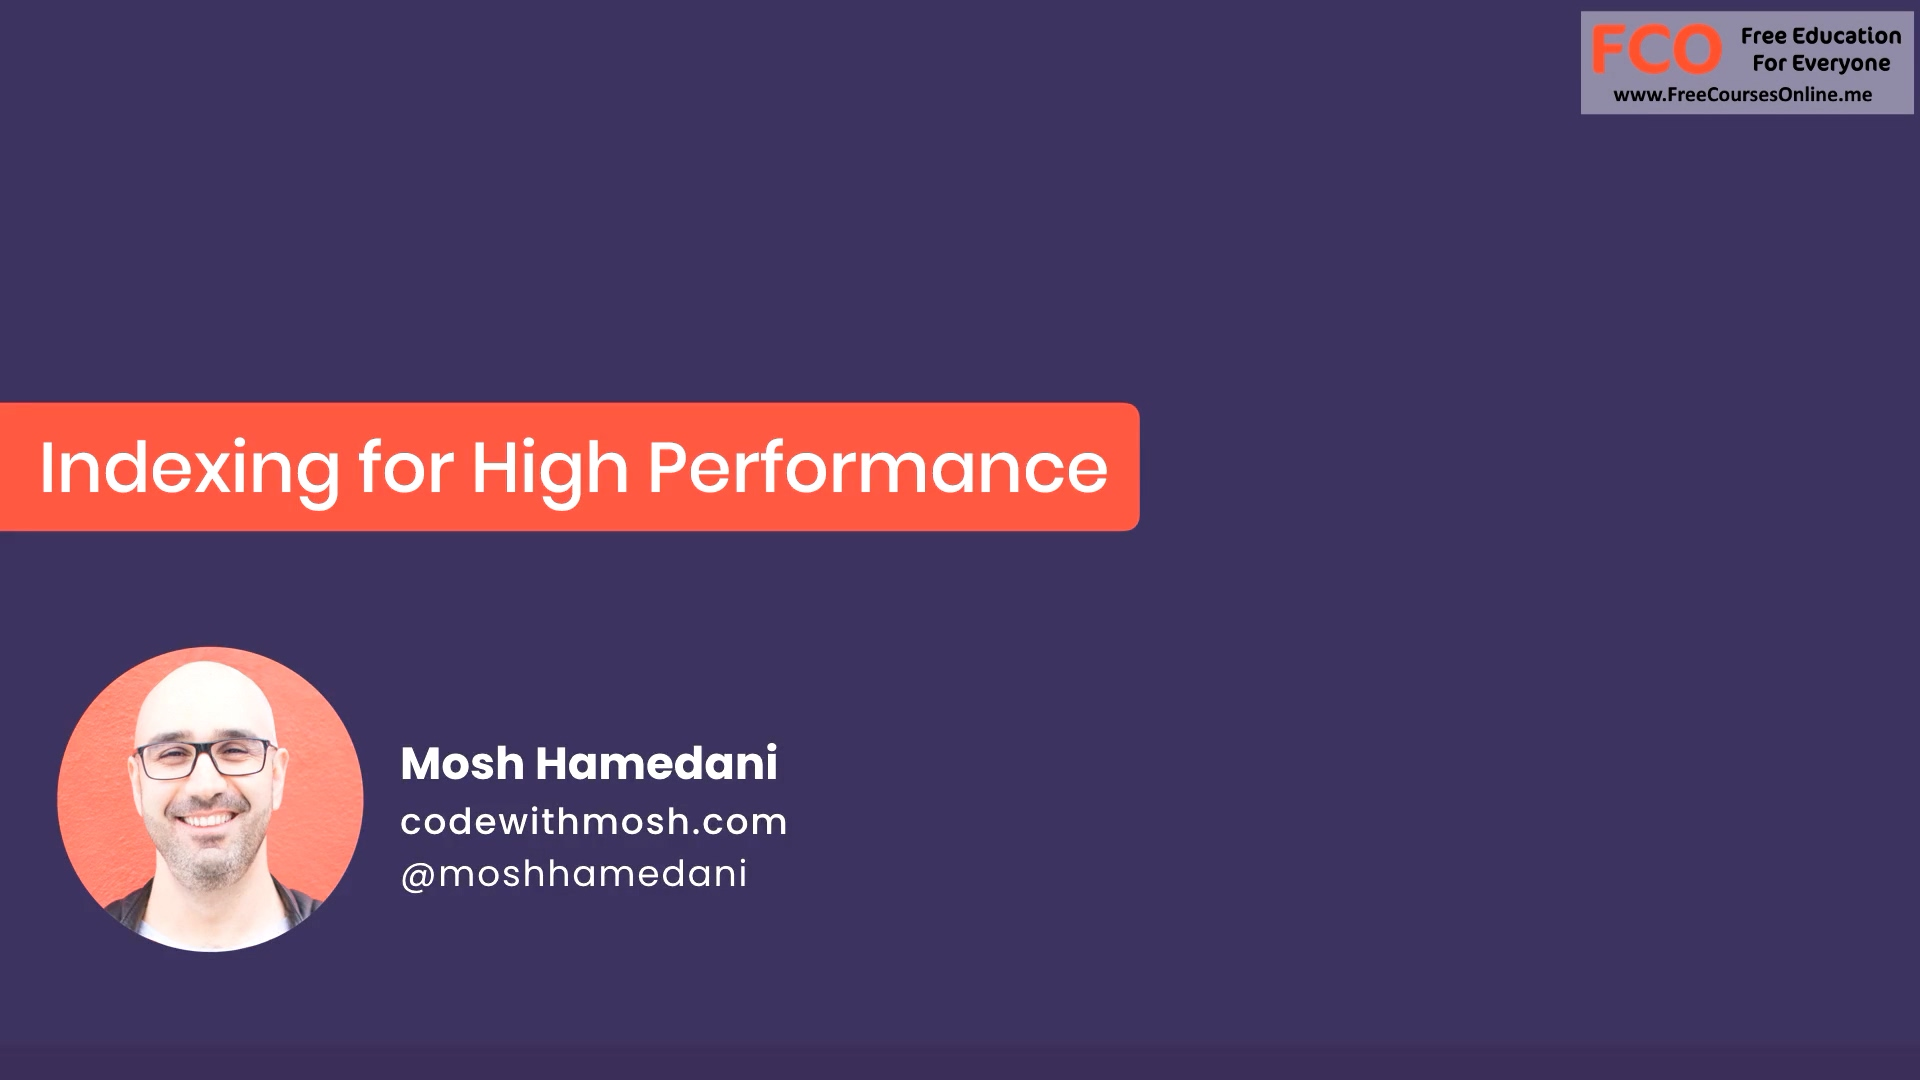 FCO
Free Education
For Everyone
www.FreeCoursesOnline.me
Indexing for High Performance
Mosh Hamedani
codewithmosh.com
@moshhamedani